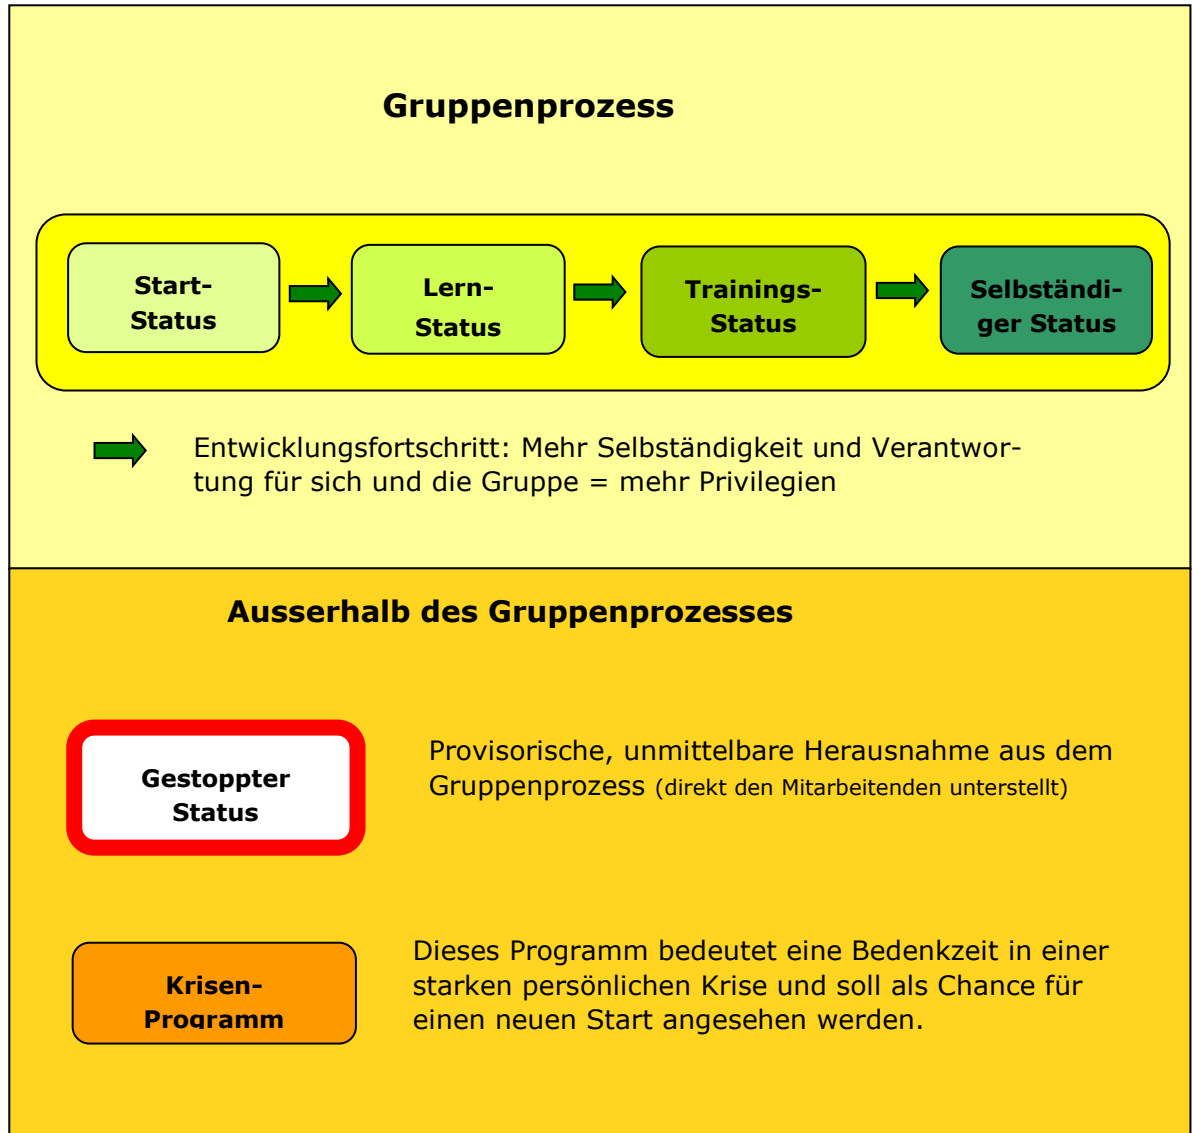 Gruppenprozess
Start-
Status
Lern-
Status
Trainings-
Status
Selbständi-
ger Status
Entwicklungsfortschritt: Mehr Selbständigkeit und Verantwor-
tung für sich und die Gruppe = mehr Privilegien
Ausserhalb des Gruppenprozesses
Gestoppter
Status
Provisorische, unmittelbare Herausnahme aus dem
Gruppenprozess (direkt den Mitarbeitenden unterstellt)
Krisen-
Programm
Dieses Programm bedeutet eine Bedenkzeit in einer
starken persönlichen Krise und soll als Chance für
einen neuen Start angesehen werden.